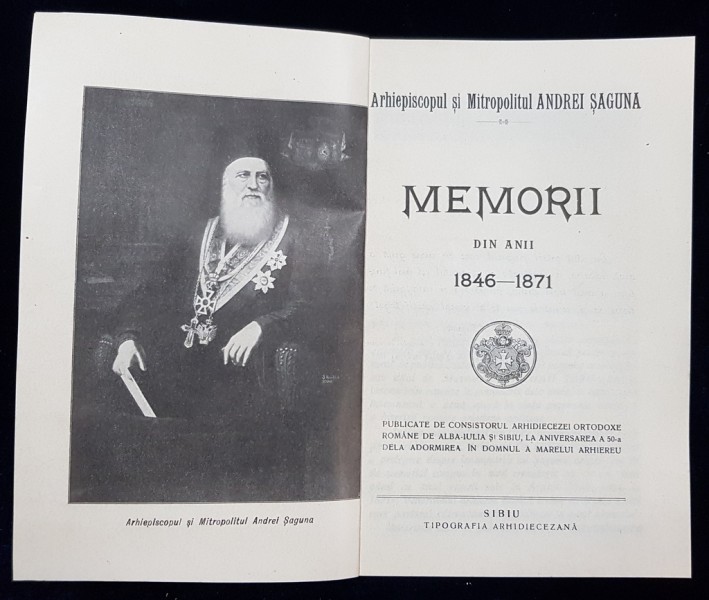 Arhiepiscopul și Mitropolitul Andrei Șaguna
Arhiepiscopul și Mitropolitul ANDREI ȘAGUNA
MEMORII
DIN ANII
1846—1871
PUBLICATE DE CONSISTORUL ARHIDIECEZEI ORTODOXE
ROMÂNE DE ALBA-IULIA ȘI SIBIU, LA ANIVERSAREA A 50-a
DELA ADORMIREA ÎN DOMNUL A MARELUI ARHIEREU
SIBIU
TIPOGRAFIA ARHIDIECEZANĂ